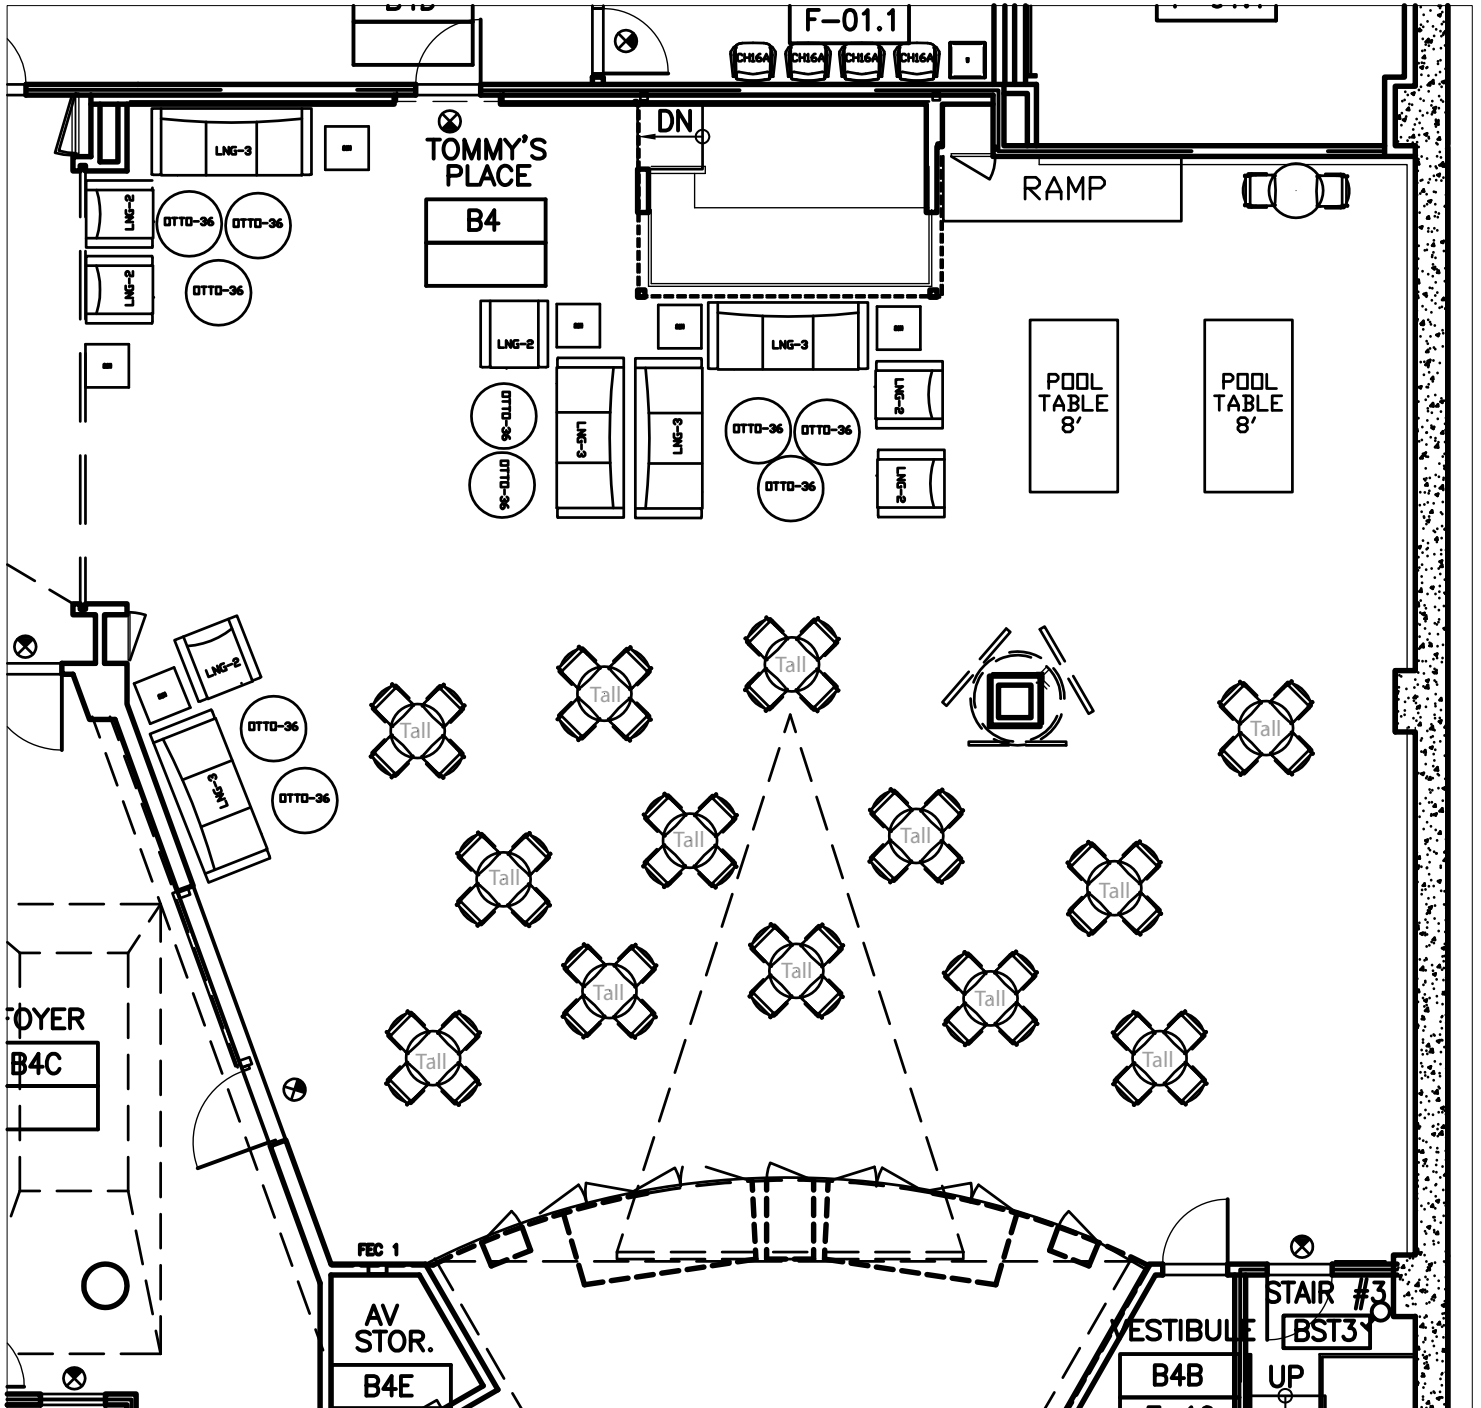 F-01.1
CH16A
CH16A
CH16A
CH16A
DN
TOMMY'S
PLACE
B4
RAMP
LNG-3
LNG-2
OTTO-36
OTTO-36
LNG-2
OTTO-36
LNG-2
LNG-3
OTTO-36
OTTO-36
LNG-3
LNG-3
OTTO-36
OTTO-36
OTTO-36
LNG-2
LNG-2
POOL
TABLE
8'
POOL
TABLE
8'
LNG-2
OTTO-36
LNG-3
OTTO-36
Tall
Tall
Tall
Tall
Tall
Tall
Tall
Tall
Tall
Tall
Tall
Tall
Tall
FOYER
B4C
FEC 1
AV
STOR.
B4E
VESTIBULE
B4B
STAIR #3
BST3
UP